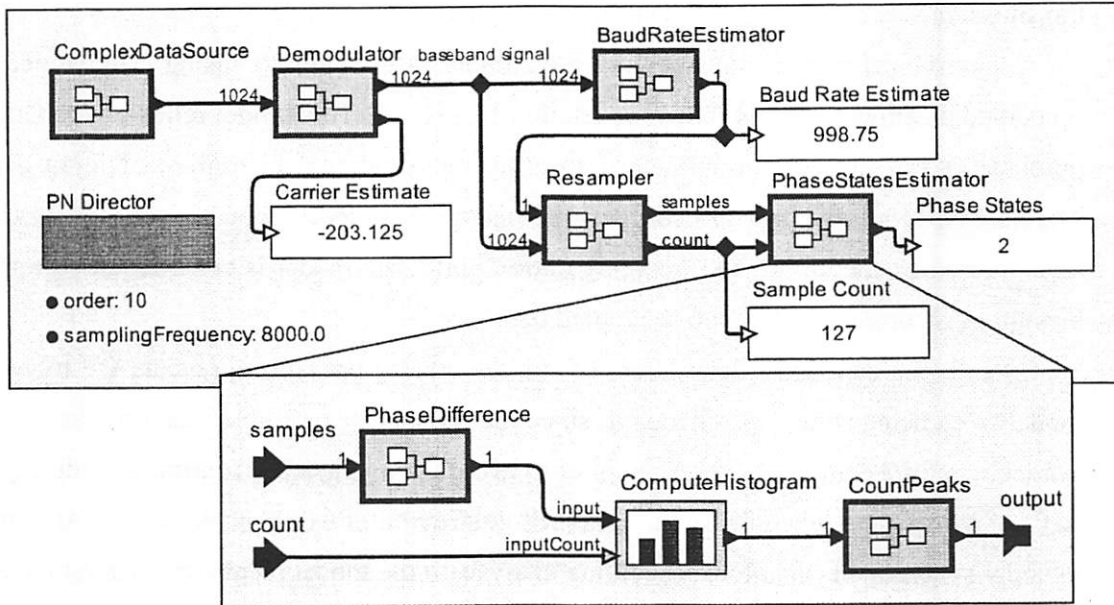 ComplexDataSource
Demodulator
baseband signal
BaudRateEstimator
1024
1024
1024
1
Baud Rate Estimate
998.75
PN Director
Carrier Estimate
-203.125
Resampler
1
1024
samples
count
PhaseStatesEstimator
Phase States
2
order: 10
samplingFrequency: 8000.0
Sample Count
127
samples
PhaseDifference
1
1
count
input
inputCount
ComputeHistogram
1
1
CountPeaks
1
output